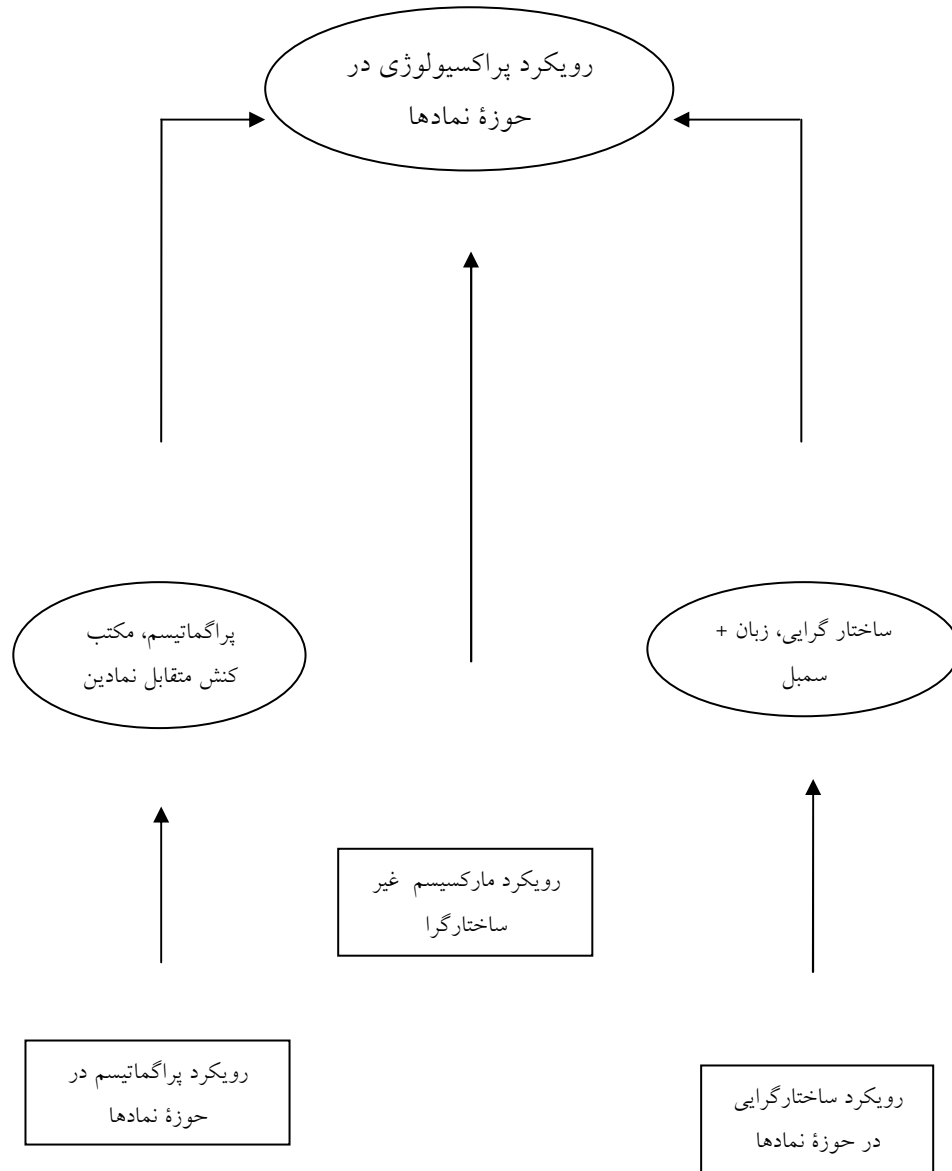 رویکرد پراکسیولوژی در
حوزهٔ نمادها
ساختار گرایی، زبان +
سمبل
پراگماتیسم، مکتب
کنش متقابل نمادین
رویکرد مارکسیسم غیر
ساختارگرا
رویکرد ساختارگرایی
در حوزهٔ نمادها
رویکرد پراگماتیسم در
حوزهٔ نمادها